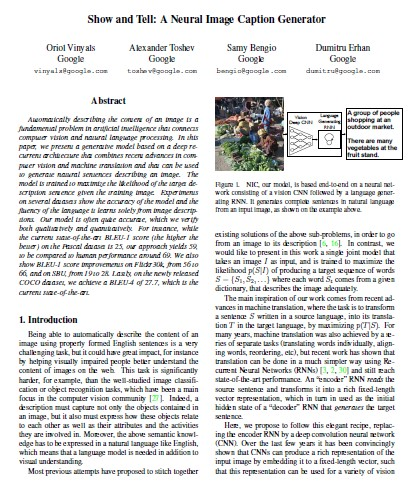 Show and Tell: A Neural Image Caption Generator
Oriol Vinyals
Google
vinyals@google.com
Alexander Toshev
Google
toshev@google.com
Samy Bengio
Google
bengio@google.com
Dumitru Erhan
Google
dumitru@google.com
Abstract
Automatically describing the content of an image is a
fundamental problem in artificial intelligence that connects
computer vision and natural language processing. In this
paper, we present a generative model based on a deep re-
current architecture that combines recent advances in com-
puter vision and machine translation and that can be used
to generate natural sentences describing an image. The
model is trained to maximize the likelihood of the target de-
scription sentence given the training image. Experiments
on several datasets show the accuracy of the model and the
fluency of the language it learns solely from image descrip-
tions. Our model is often quite accurate, which we verify
both qualitatively and quantitatively. For instance, while
the current state-of-the-art BLEU-1 score (the higher the
better) on the Pascal dataset is 25, our approach yields 59,
to be compared to human performance around 69. We also
show BLEU-1 score improvements on Flickr30k, from 56 to
66, and on SBU, from 19 to 28. Lastly, on the newly released
COCO dataset, we achieve a BLEU-4 of 27.7, which is the
current state-of-the-art.
1. Introduction
Being able to automatically describe the content of an
image using properly formed English sentences is a very
challenging task, but it could have great impact, for instance
by helping visually impaired people better understand the
content of images on the web. This task is significantly
harder, for example, than the well-studied image classifi-
cation or object recognition tasks, which have been a main
focus in the computer vision community [27]. Indeed, a
description must capture not only the objects contained in
an image, but it also must express how these objects relate
to each other as well as their attributes and the activities
they are involved in. Moreover, the above semantic knowl-
edge has to be expressed in a natural language like English,
which means that a language model is needed in addition to
visual understanding.
Most previous attempts have proposed to stitch together
Vision
Deep CNN
Language
Generating
RNN
A group of people
shopping at an
outdoor market.
There are many
vegetables at the
fruit stand.
Figure 1. NIC, our model, is based end-to-end on a neural net-
work consisting of a vision CNN followed by a language gener-
ating RNN. It generates complete sentences in natural language
from an input image, as shown on the example above.
existing solutions of the above sub-problems, in order to go
from an image to its description [6, 16]. In contrast, we
would like to present in this work a single joint model that
takes an image I as input, and is trained to maximize the
likelihood p(S|I) of producing a target sequence of words
S = {S1, S2, . . .} where each word St comes from a given
dictionary, that describes the image adequately.
The main inspiration of our work comes from recent ad-
vances in machine translation, where the task is to transform
a sentence S written in a source language, into its transla-
tion T in the target language, by maximizing p(T|S). For
many years, machine translation was also achieved by a se-
ries of separate tasks (translating words individually, align-
ing words, reordering, etc), but recent work has shown that
translation can be done in a much simpler way using Re-
current Neural Networks (RNNs) [3, 2, 30] and still reach
state-of-the-art performance. An “encoder” RNN reads the
source sentence and transforms it into a rich fixed-length
vector representation, which in turn in used as the initial
hidden state of a “decoder” RNN that generates the target
sentence.
Here, we propose to follow this elegant recipe, replac-
ing the encoder RNN by a deep convolution neural network
(CNN). Over the last few years it has been convincingly
shown that CNNs can produce a rich representation of the
input image by embedding it to a fixed-length vector, such
that this representation can be used for a variety of vision